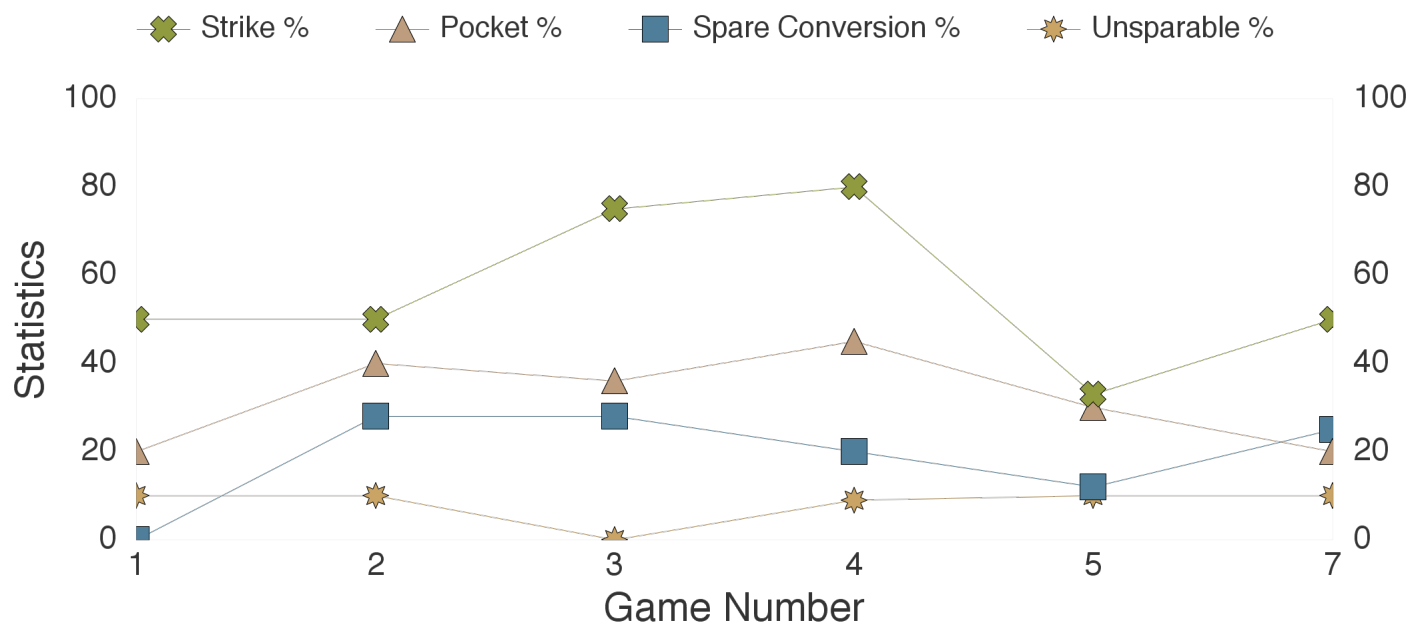 Strike % Pocket % Spare Conversion % Unsparable %
100 100
80 80
60 60
40 40
20 20
0 0
Statistics
1 2 3 4 5 7
Game Number